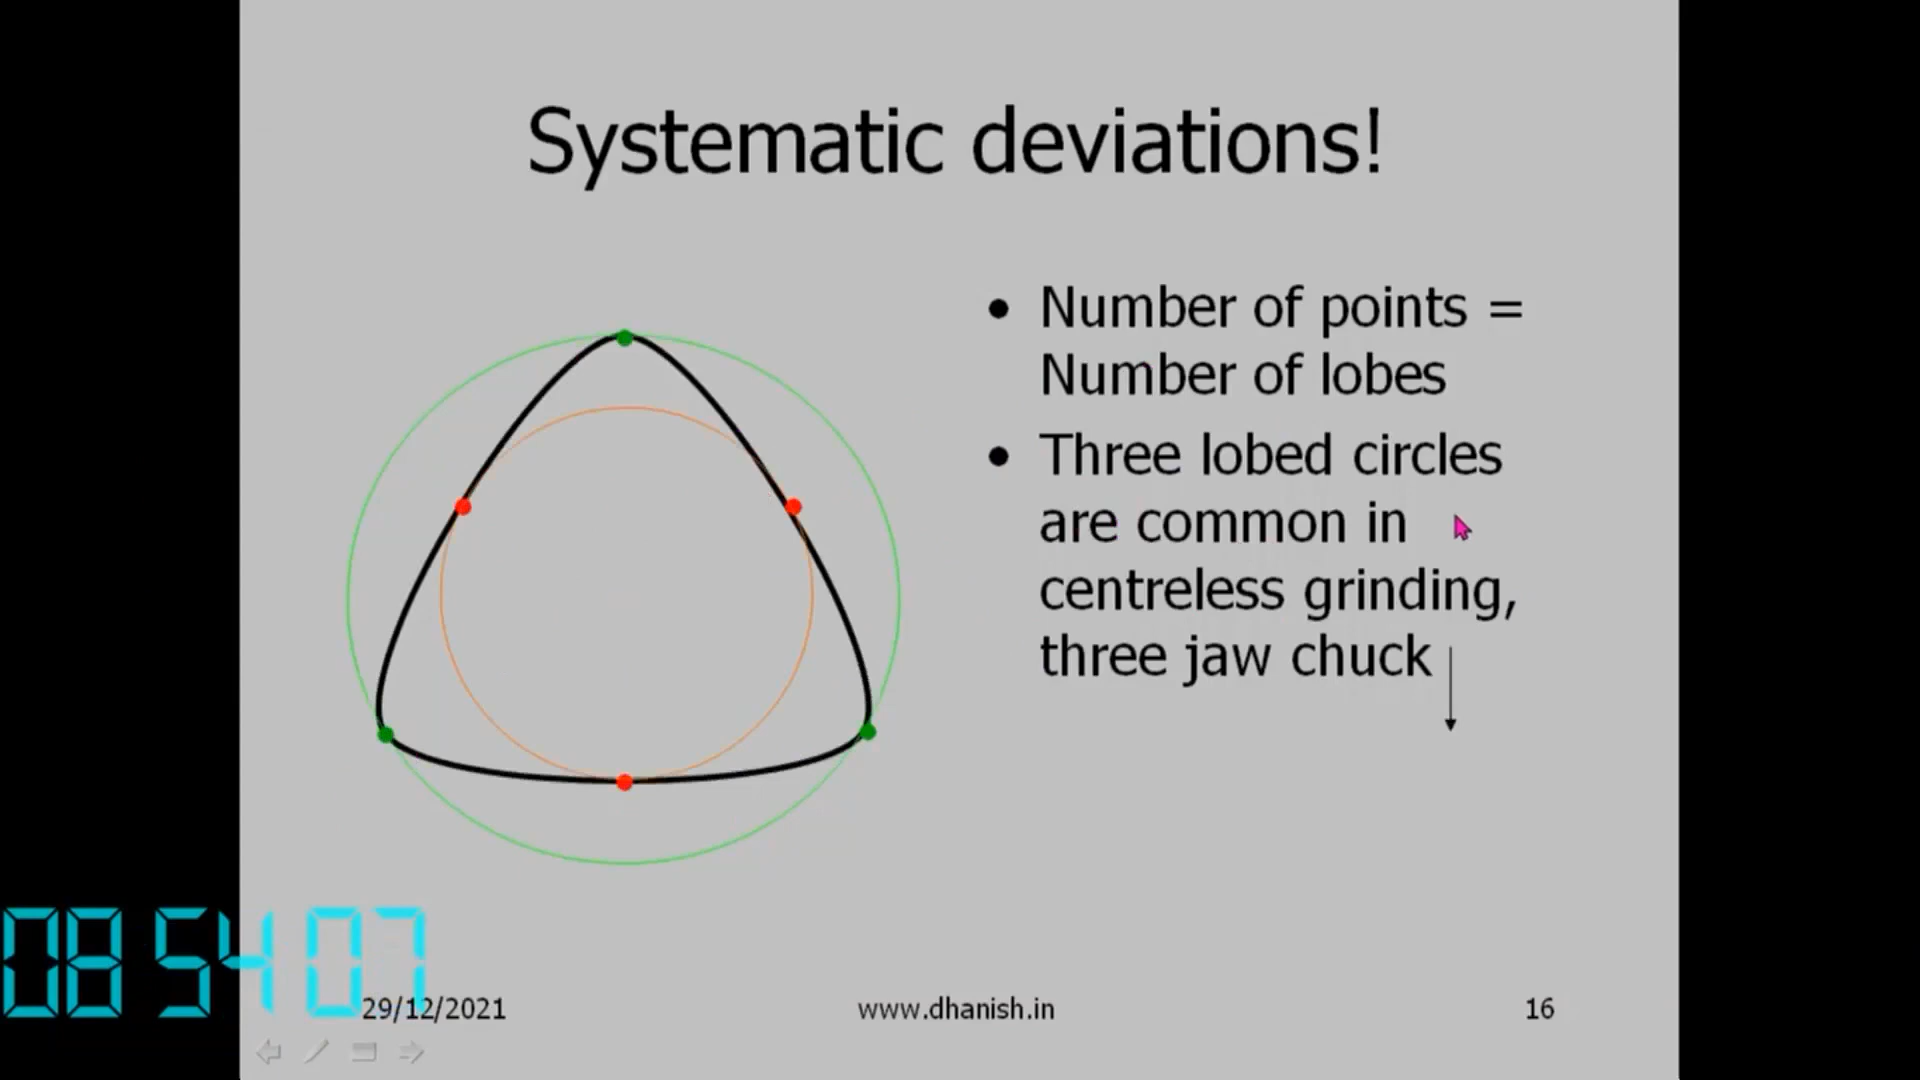 Systematic deviations!
• Number of points =
Number of lobes
• Three lobed circles
are common in
centreless grinding,
three jaw chuck
08 54 07
29/12/2021
www.dhanish.in
16